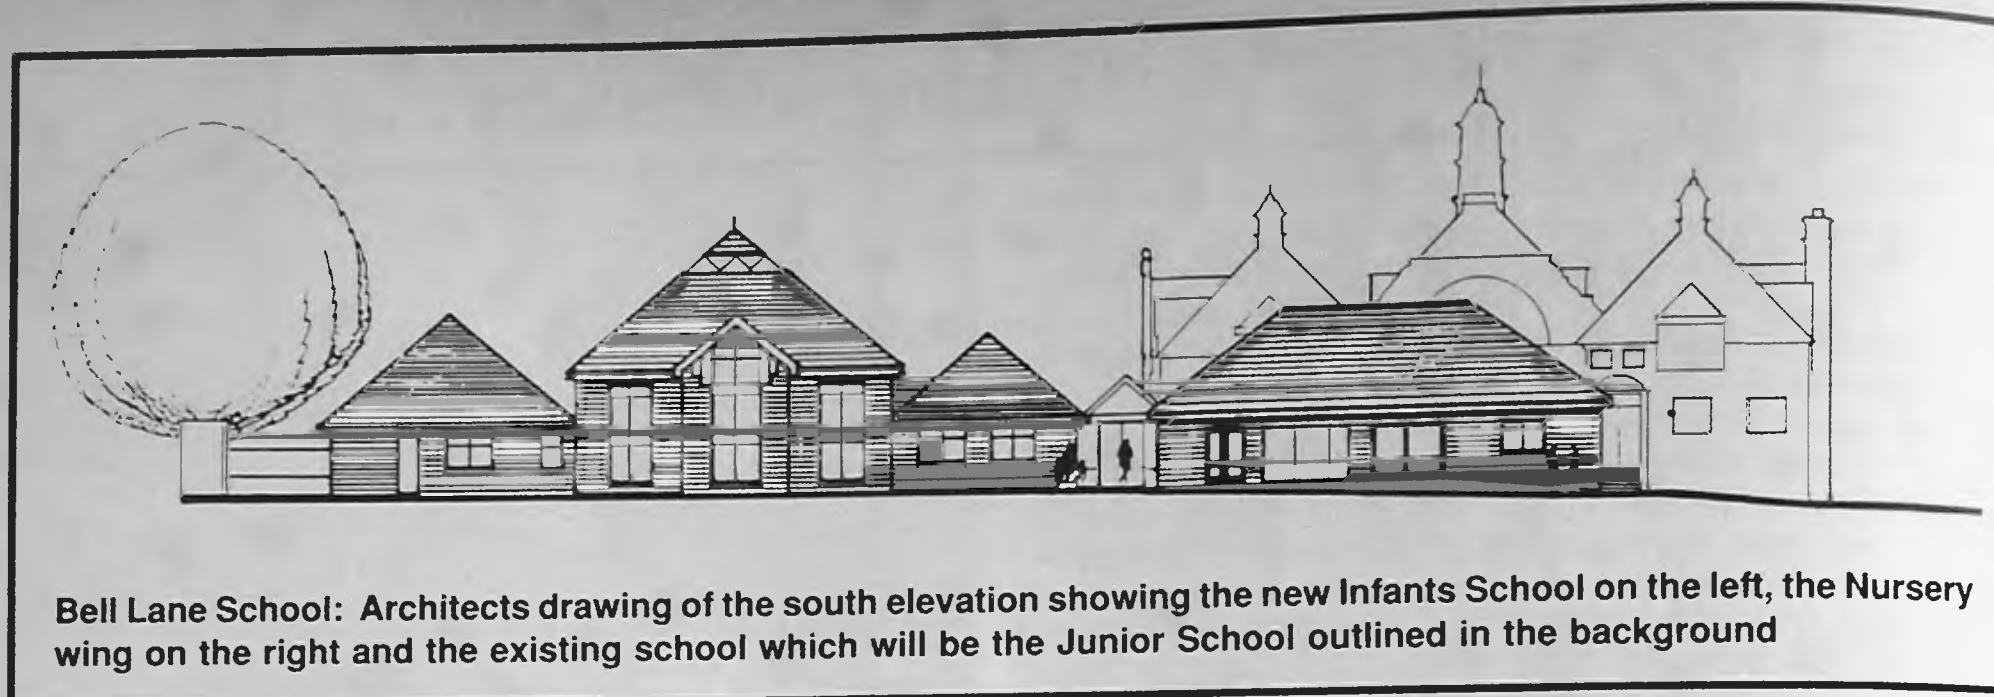 Bell Lane School: Architects drawing of the south elevation showing the new Infants School on the left, the Nursery
wing on the right and the existing school which will be the Junior School outlined in the background